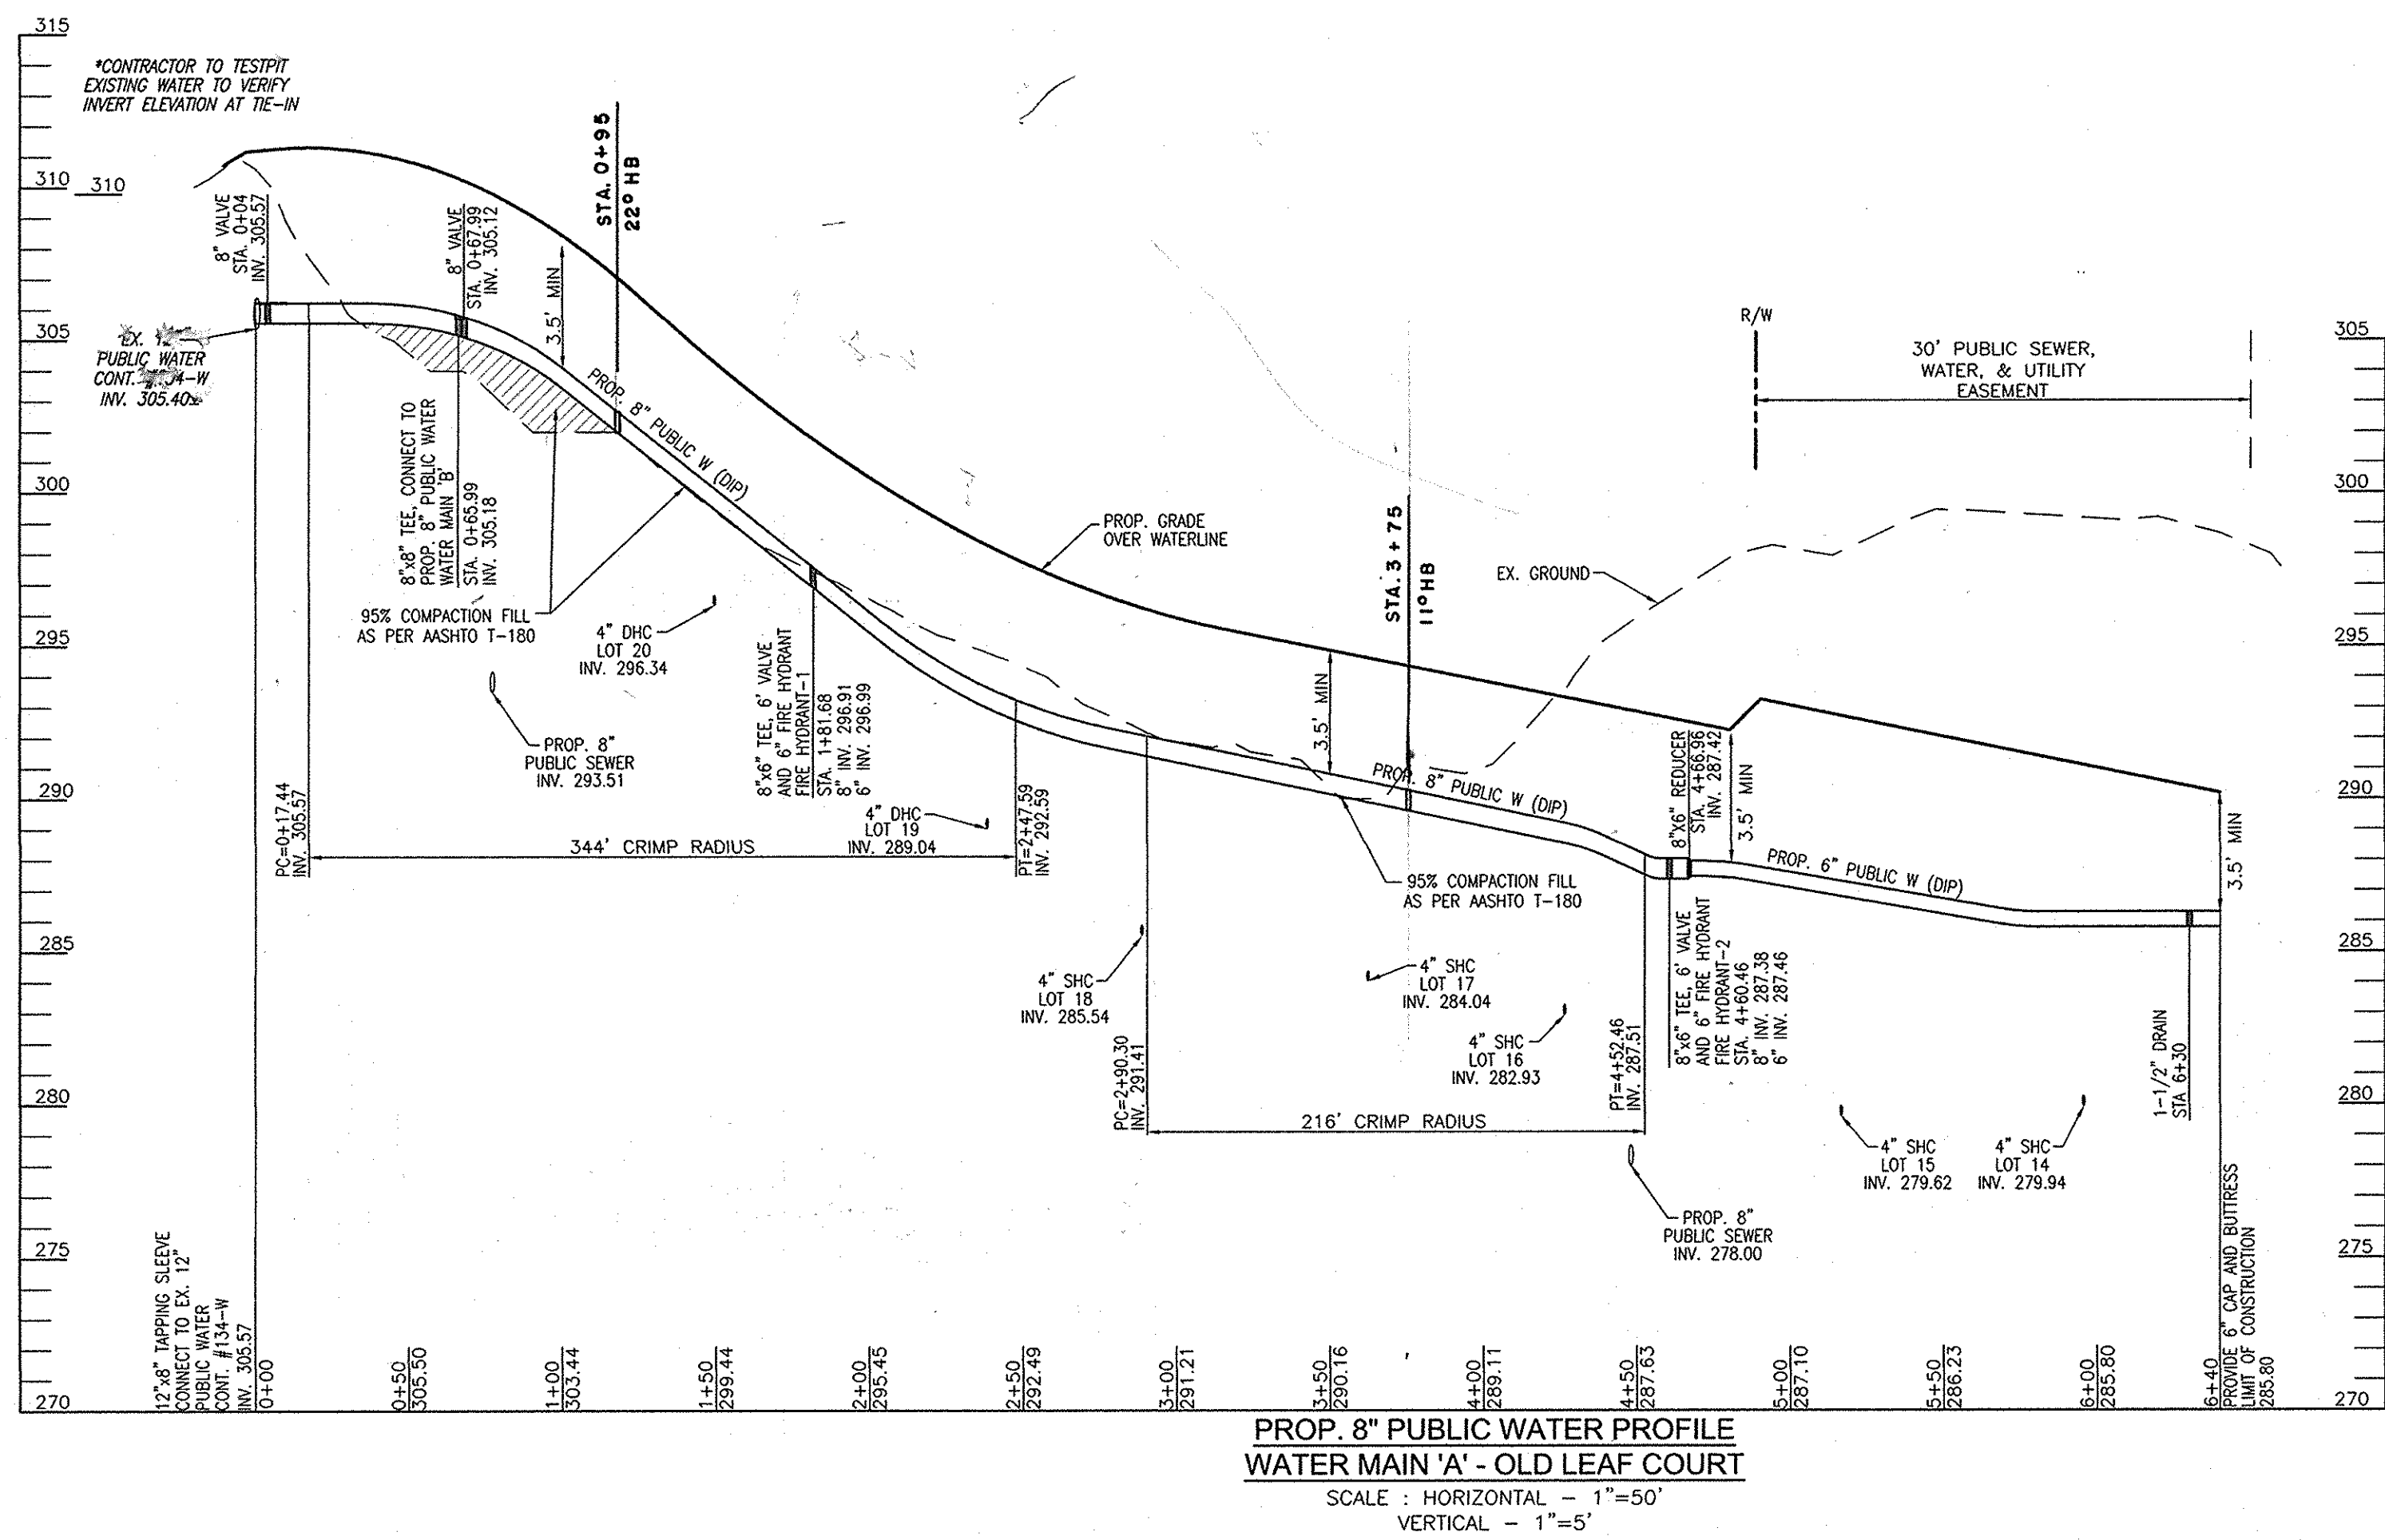 315
310
310
305
300
295
290
285
280
275
270
*CONTRACTOR TO TESTPIT
EXISTING WATER TO VERIFY
INVERT ELEVATION AT TIE-IN
8" VALVE
STA. 0+04
INV. 305.57
EX.
PUBLIC WATER
CONT.
INV. 305.40±
8" VALVE
STA. 0+67.99
INV. 305.12
3.5' MIN
STA. 0+95
22° HB
PROP. 8" PUBLIC W (DIP)
8"x8" TEE, CONNECT TO
PROP. 8" PUBLIC WATER
WATER MAIN 'B'
STA. 0+65.99
INV. 305.18
95% COMPACTION FILL
AS PER AASHTO T-180
4" DHC
LOT 20
INV. 296.34
PROP. 8"
PUBLIC SEWER
INV. 293.51
8"x6" TEE, 6' VALVE
AND 6" FIRE HYDRANT
FIRE HYDRANT-1
STA. 1+81.68
8" INV. 296.91
6" INV. 296.99
4" DHC
LOT 19
INV. 289.04
PC=0+17.44
INV. 305.57
344' CRIMP RADIUS
PT=2+47.59
INV. 292.59
PROP. GRADE
OVER WATERLINE
STA. 3+75
11° HB
3.5' MIN
EX. GROUND
R/W
30' PUBLIC SEWER,
WATER, & UTILITY
EASEMENT
PROP. 8" PUBLIC W (DIP)
8"X6" REDUCER
STA. 4+66.96
INV. 287.42
3.5' MIN
PROP. 6" PUBLIC W (DIP)
3.5' MIN
95% COMPACTION FILL
AS PER AASHTO T-180
4" SHC
LOT 18
INV. 285.54
4" SHC
LOT 17
INV. 284.04
4" SHC
LOT 16
INV. 282.93
PC=2+90.30
INV. 291.41
216' CRIMP RADIUS
PT=4+52.46
INV. 287.51
8"x6" TEE, 6' VALVE
AND 6" FIRE HYDRANT
FIRE HYDRANT-2
STA. 4+60.46
8" INV. 287.38
6" INV. 287.46
4" SHC
LOT 15
INV. 279.62
4" SHC
LOT 14
INV. 279.94
1-1/2" DRAIN
STA 6+30
PROP. 8"
PUBLIC SEWER
INV. 278.00
305
300
295
290
285
280
275
270
12"x8" TAPPING SLEEVE
CONNECT TO EX. 12"
PUBLIC WATER
CONT. #134-W
INV. 305.57
0+00
0+50
305.50
1+00
303.44
1+50
299.44
2+00
295.45
2+50
292.49
3+00
291.21
3+50
290.16
4+00
289.11
4+50
287.63
5+00
287.10
5+50
286.23
6+00
285.80
6+40
PROVIDE 6" CAP AND BUTTRESS
LIMIT OF CONSTRUCTION
285.80
PROP. 8" PUBLIC WATER PROFILE
WATER MAIN 'A' - OLD LEAF COURT
SCALE : HORIZONTAL - 1"=50'
VERTICAL - 1"=5'